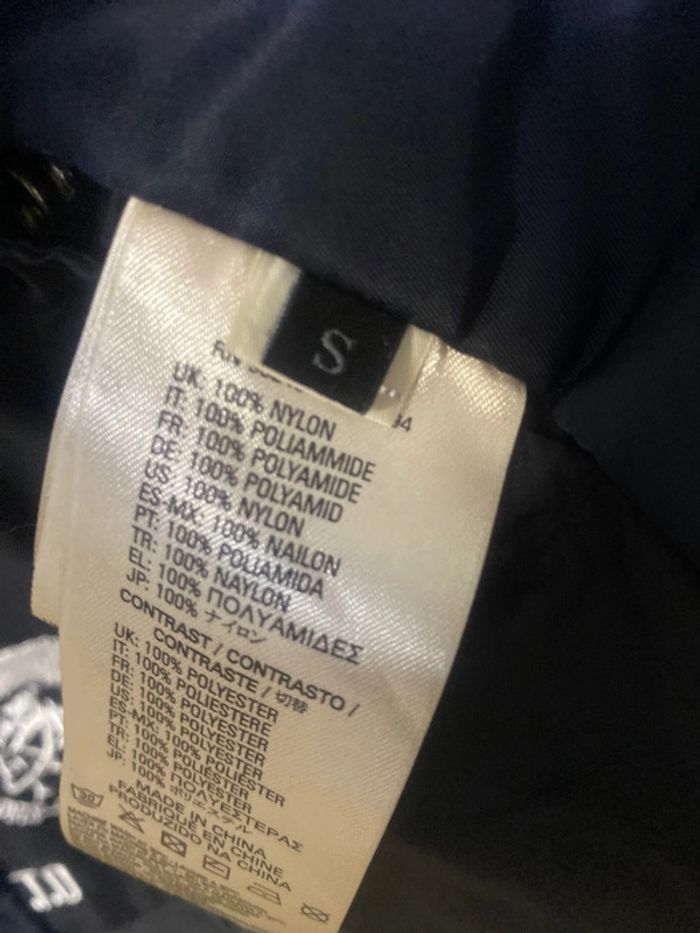 S
UK: 100% NYLON
IT: 100% POLIAMMIDE
FR: 100% POLYAMIDE
DE: 100% POLYAMID
US: 100% NYLON
ES-MX: 100% NAILON
PT: 100% POLIAMIDA
TR: 100% NAYLON
EL: 100% ΠΟΛΥΑΜΙΔΕΣ
JP: 100% ナイロン
CONTRAST / CONTRASTO /
CONTRASTE / 切替
UK: 100% POLYESTER
IT: 100% POLIESTERE
FR: 100% POLYESTER
DE: 100% POLYESTER
US: 100% POLYESTER
ES-MX: 100% POLIÉSTER
PT: 100% POLIÉSTER
TR: 100% POLYESTER
EL: 100% ΠΟΛΥΕΣΤΕΡΑΣ
JP: 100% ポリエステル
MADE IN CHINA
FABRIQUÉ EN CHINE
PRODUZIDO NA CHINA
30